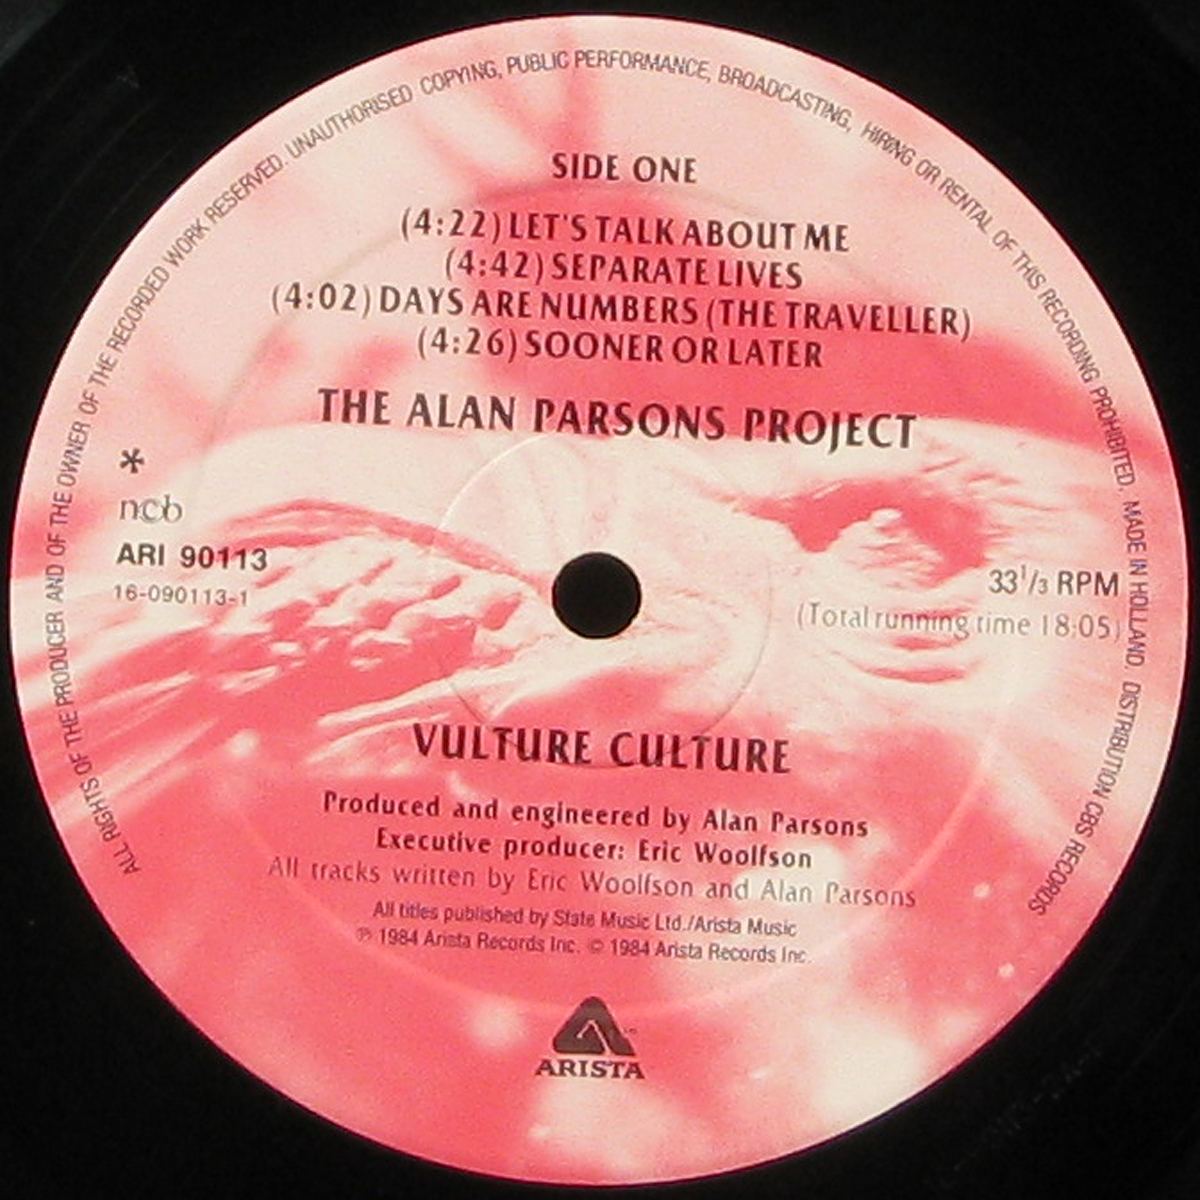 ALL RIGHTS OF THE PRODUCER AND OF THE OWNER OF THE RECORDED WORK RESERVED. UNAUTHORISED COPYING, PUBLIC PERFORMANCE, BROADCASTING, HIRING OR RENTAL OF THIS RECORDING PROHIBITED. MADE IN HOLLAND DISTRIBUTION CBS RECORDS
SIDE ONE
(4:22) LET'S TALK ABOUT ME
(4:42) SEPARATE LIVES
(4:02) DAYS ARE NUMBERS (THE TRAVELLER)
(4:26) SOONER OR LATER
THE ALAN PARSONS PROJECT
*
ncb
ARI 90113
16-090113-1
33 1/3 RPM
(Total running time 18:05)
VULTURE CULTURE
Produced and engineered by Alan Parsons
Executive producer: Eric Woolfson
All tracks written by Eric Woolfson and Alan Parsons
All titles published by State Music Ltd./Arista Music
℗ 1984 Arista Records Inc. © 1984 Arista Records Inc.
ARISTA